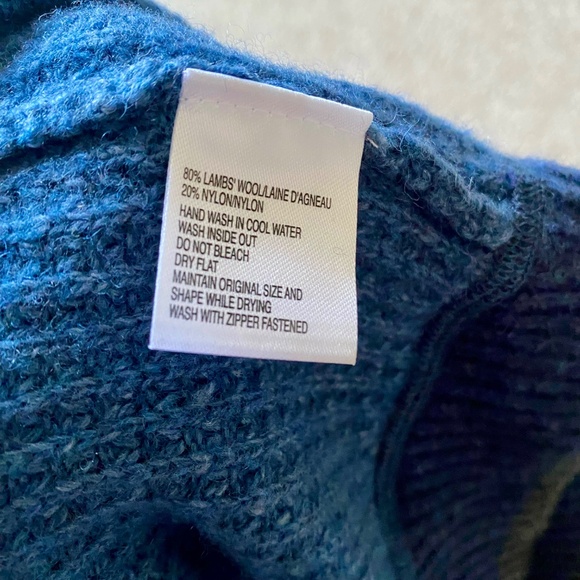 80% LAMBS' WOOL/LAINE D'AGNEAU
20% NYLON/NYLON
HAND WASH IN COOL WATER
WASH INSIDE OUT
DO NOT BLEACH
DRY FLAT
MAINTAIN ORIGINAL SIZE AND
SHAPE WHILE DRYING
WASH WITH ZIPPER FASTENED